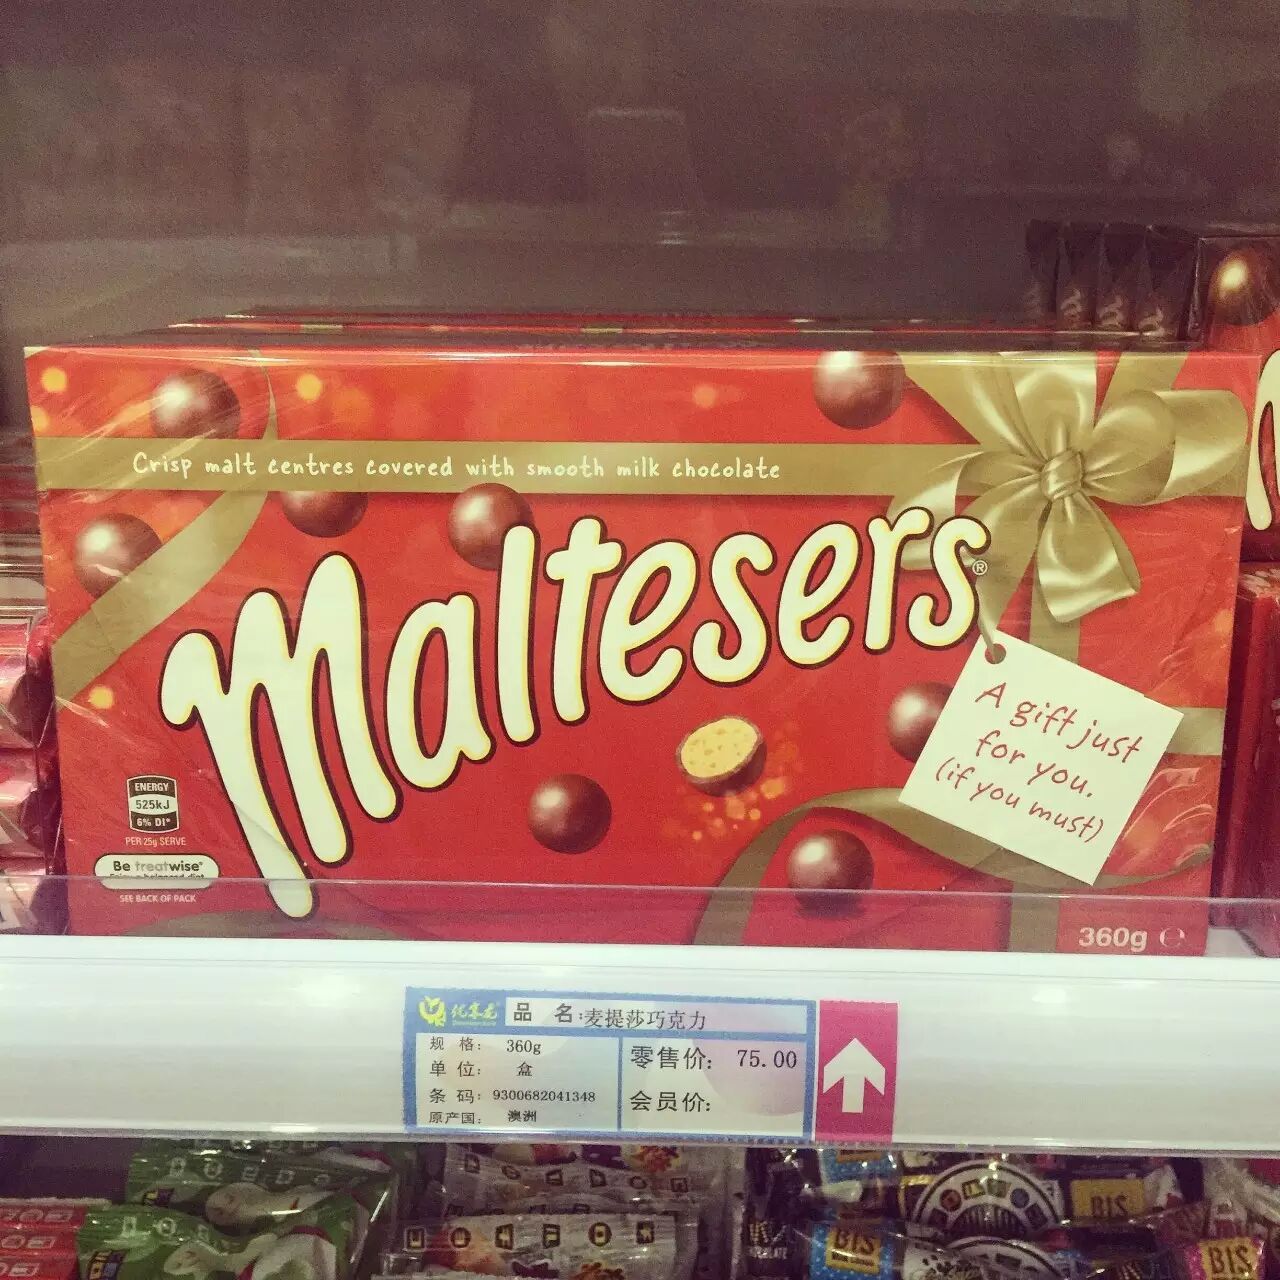 Crisp malt centres covered with smooth milk chocolate
Maltesers®
A gift just
for you.
(if you must)
ENERGY
525kJ
6% DI*
PER 25g SERVE
Be treatwise®
SEE BACK OF PACK
360g ℮
品 名:麦提莎巧克力
规 格: 360g
单 位: 盒
条 码: 9300682041348
原产国: 澳洲
零售价: 75.00
会员价:
BIS
BIS
BIS